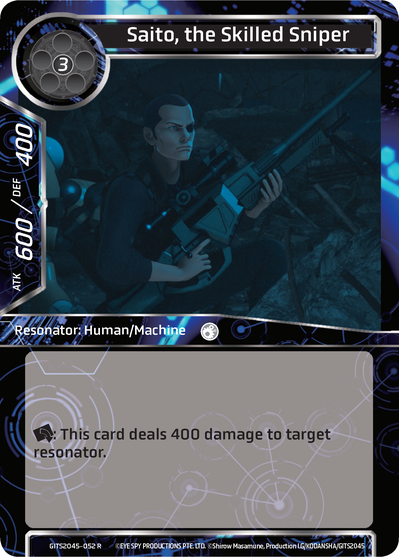 Saito, the Skilled Sniper
3
ATK 600 / DEF 400
Resonator: Human/Machine
: This card deals 400 damage to target
resonator.
GITS2045-052 R ©EYE SPY PRODUCTIONS PTE. LTD. ©Shirow Masamune, Production I.G/KODANSHA/GITS2045